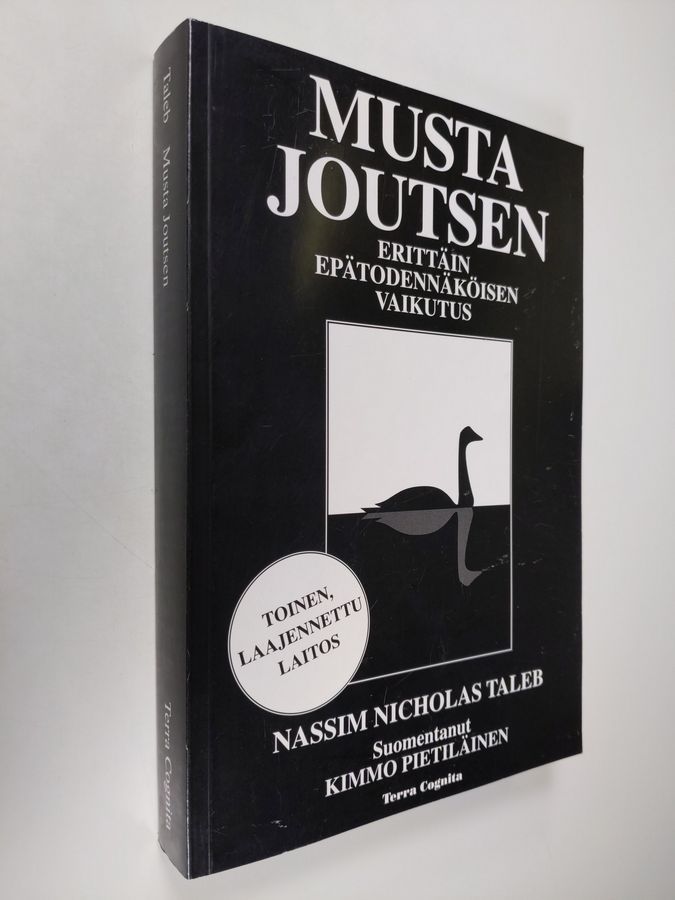 MUSTA
JOUTSEN
ERITTÄIN
EPÄTODENNÄKÖISEN
VAIKUTUS
TOINEN,
LAAJENNETTU
LAITOS
NASSIM NICHOLAS TALEB
Suomentanut
KIMMO PIETILÄINEN
Terra Cognita
Taleb Musta Joutsen Terra Cognita